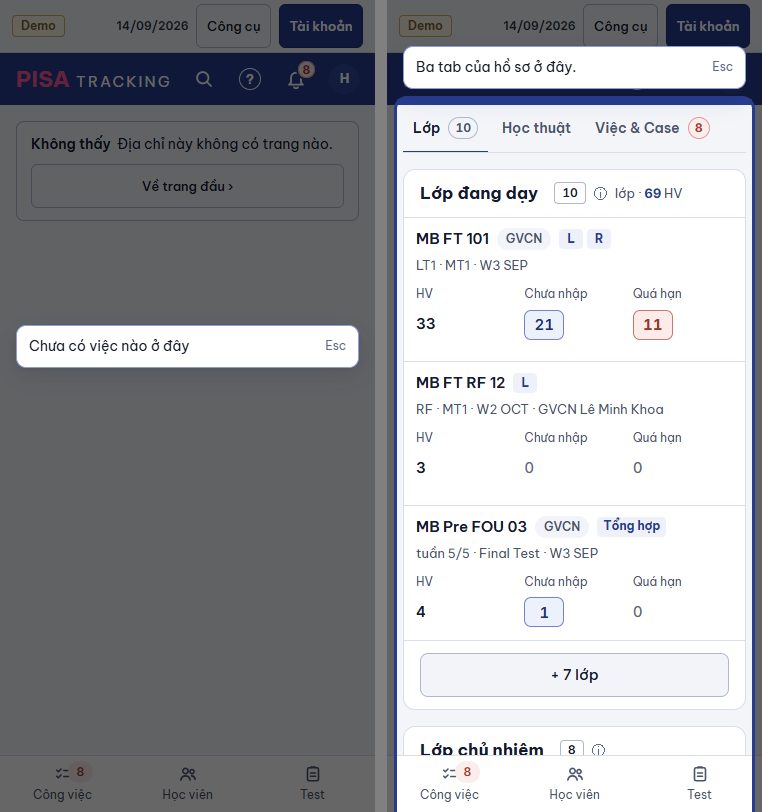 Demo
14/09/2026
Công cụ
Tài khoản
PISA TRACKING
?
8
H
Không thấy Địa chỉ này không có trang nào.
Về trang đầu ›
Chưa có việc nào ở đây
Esc
8
Công việc
Học viên
Test
Demo
14/09/2026
Công cụ
Tài khoản
Ba tab của hồ sơ ở đây.
Esc
Lớp 10
Học thuật
Việc & Case 8
Lớp đang dạy 10 lớp · 69 HV
MB FT 101 GVCN L R
LT1 · MT1 · W3 SEP
HV Chưa nhập Quá hạn
33 21 11
MB FT RF 12 L
RF · MT1 · W2 OCT · GVCN Lê Minh Khoa
HV Chưa nhập Quá hạn
3 0 0
MB Pre FOU 03 GVCN Tổng hợp
tuần 5/5 · Final Test · W3 SEP
HV Chưa nhập Quá hạn
4 1 0
+ 7 lớp
Lớp chủ nhiệm 8
8
Công việc
Học viên
Test